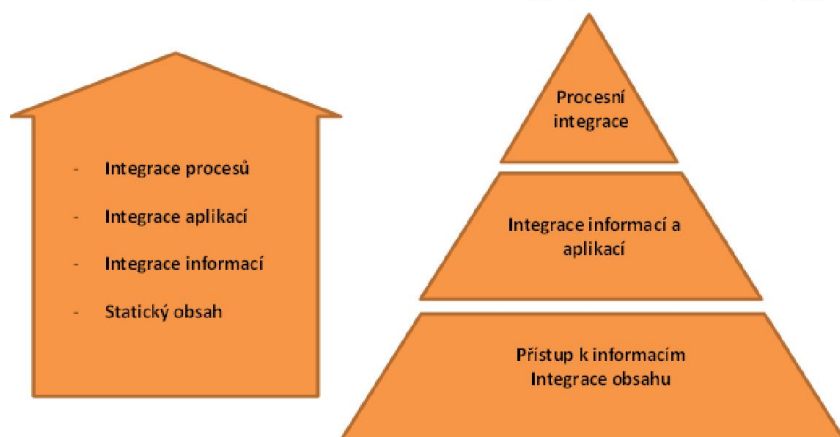 - Integrace procesů
- Integrace aplikací
- Integrace informací
- Statický obsah
Procesní
integrace
Integrace informací a
aplikací
Přístup k informacím
Integrace obsahu